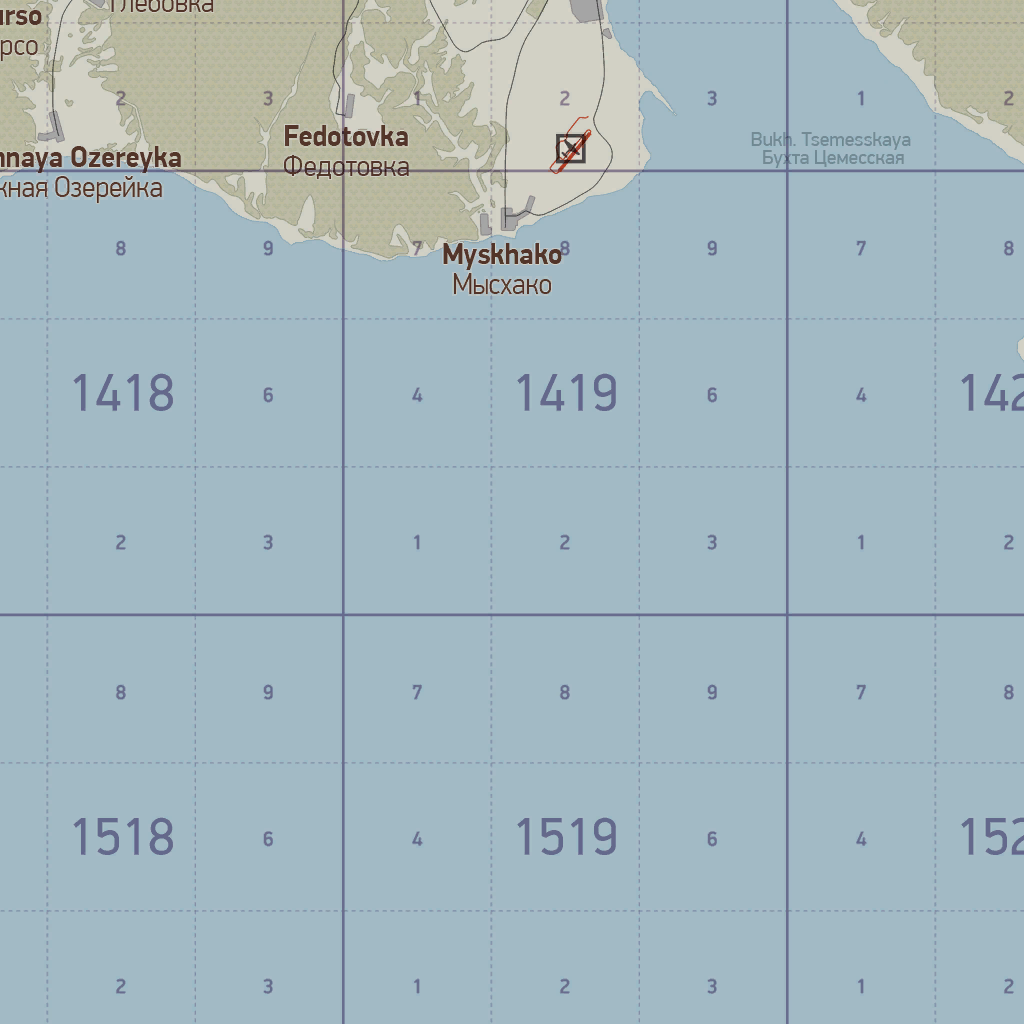 Глебовка
urso
рсо
2 3 1 2 3 1 2
Fedotovka
Федотовка
Bukh. Tsemesskaya
Бухта Цемесская
nnaya Ozereyka
жная Озерейка
8 9 7 8 9 7 8
Myskhako
Мысхако
1418 6 4 1419 6 4 142
2 3 1 2 3 1 2
8 9 7 8 9 7 8
1518 6 4 1519 6 4 152
2 3 1 2 3 1 2